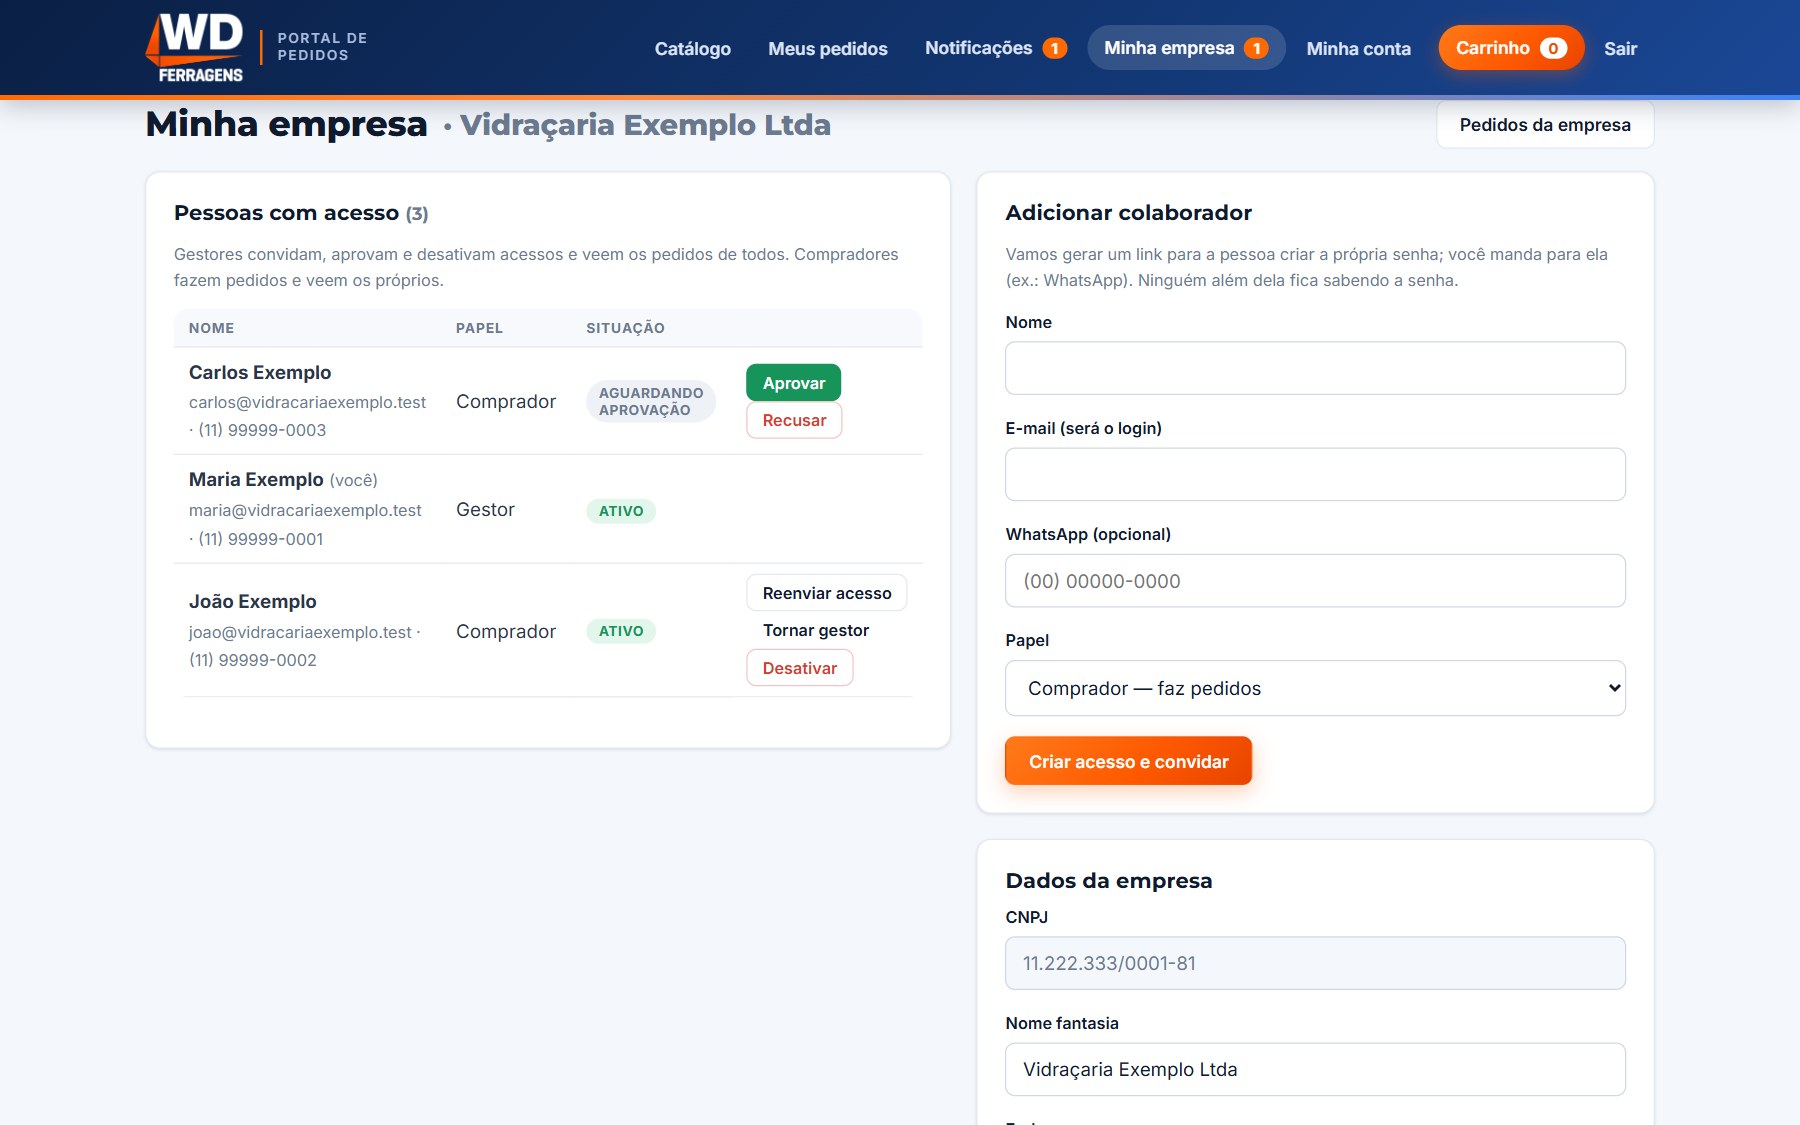 WD
FERRAGENS
PORTAL DE
PEDIDOS
Catálogo
Meus pedidos
Notificações 1
Minha empresa 1
Minha conta
Carrinho 0
Sair
Minha empresa · Vidraçaria Exemplo Ltda
Pedidos da empresa
Pessoas com acesso (3)
Gestores convidam, aprovam e desativam acessos e veem os pedidos de todos. Compradores
fazem pedidos e veem os próprios.
NOME PAPEL SITUAÇÃO
Carlos Exemplo
carlos@vidracariaexemplo.test
· (11) 99999-0003
Comprador
AGUARDANDO
APROVAÇÃO
Aprovar
Recusar
Maria Exemplo (você)
maria@vidracariaexemplo.test
· (11) 99999-0001
Gestor
ATIVO
João Exemplo
joao@vidracariaexemplo.test ·
(11) 99999-0002
Comprador
ATIVO
Reenviar acesso
Tornar gestor
Desativar
Adicionar colaborador
Vamos gerar um link para a pessoa criar a própria senha; você manda para ela
(ex.: WhatsApp). Ninguém além dela fica sabendo a senha.
Nome
E-mail (será o login)
WhatsApp (opcional)
(00) 00000-0000
Papel
Comprador — faz pedidos
Criar acesso e convidar
Dados da empresa
CNPJ
11.222.333/0001-81
Nome fantasia
Vidraçaria Exemplo Ltda